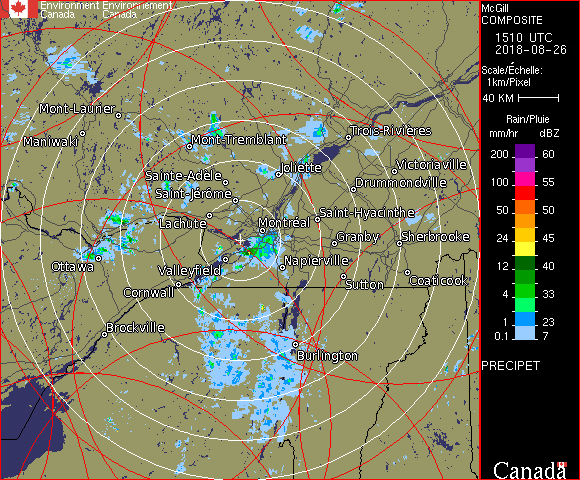 Environment Environnement
Canada Canada
McGill
COMPOSITE
1510 UTC
2018-08-26
Scale/Échelle:
1km/Pixel
40 KM
Rain/Pluie
mm/hr dBZ
200 60
100 55
50 50
24 45
12 40
4 33
1 23
0.1 7
PRECIPET
Canada
Mont-Laurier
Maniwaki
Mont-Tremblant
Trois-Rivières
Joliette
Victoriaville
Sainte-Adèle
Drummondville
Saint-Jérôme
Lachute
Saint-Hyacinthe
Montréal
Granby
Sherbrooke
Ottawa
Valleyfield
Napierville
Cornwall
Sutton
Coaticook
Brockville
Burlington